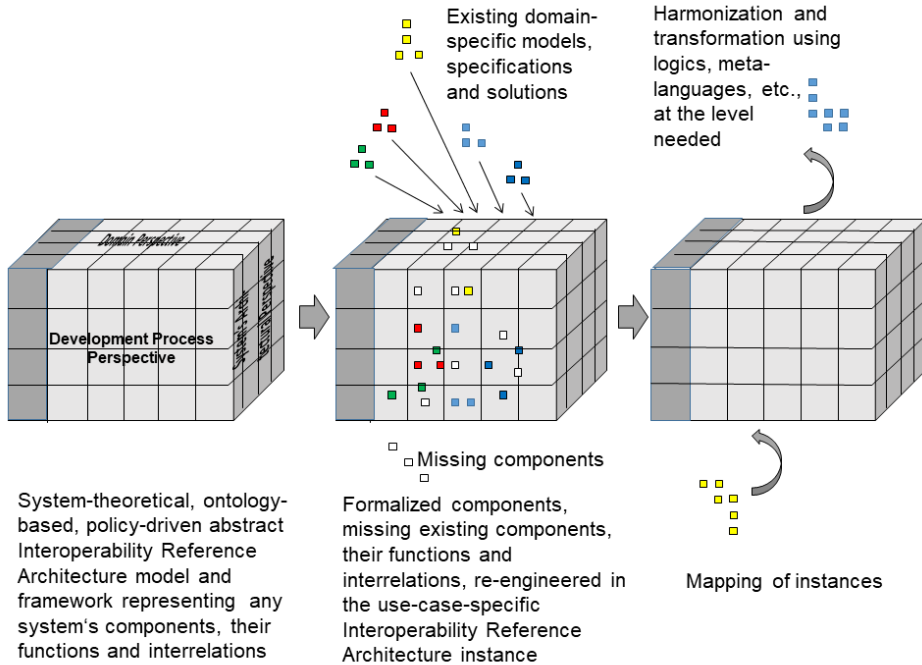 Existing domain-
specific models,
specifications
and solutions
Harmonization and
transformation using
logics, meta-
languages, etc.,
at the level
needed
Domain Perspective
Development Process
Perspective
Perspective
Missing components
System-theoretical, ontology-
based, policy-driven abstract
Interoperability Reference
Architecture model and
framework representing any
system‘s components, their
functions and interrelations
Formalized components,
missing existing components,
their functions and
interrelations, re-engineered in
the use-case-specific
Interoperability Reference
Architecture instance
Mapping of instances